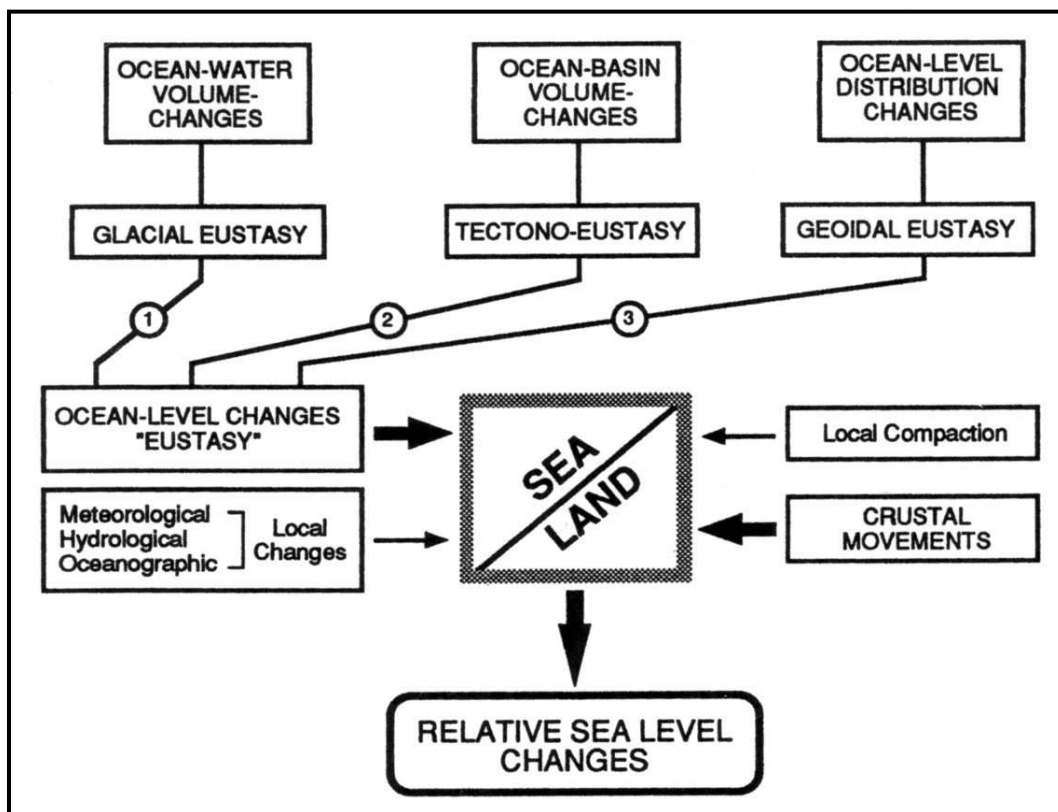 OCEAN-WATER
VOLUME-
CHANGES
OCEAN-BASIN
VOLUME-
CHANGES
OCEAN-LEVEL
DISTRIBUTION
CHANGES
GLACIAL EUSTASY
TECTONO-EUSTASY
GEOIDAL EUSTASY
1
2
3
OCEAN-LEVEL CHANGES
"EUSTASY"
Meteorological
Hydrological
Oceanographic
Local
Changes
SEA
LAND
Local Compaction
CRUSTAL
MOVEMENTS
RELATIVE SEA LEVEL
CHANGES